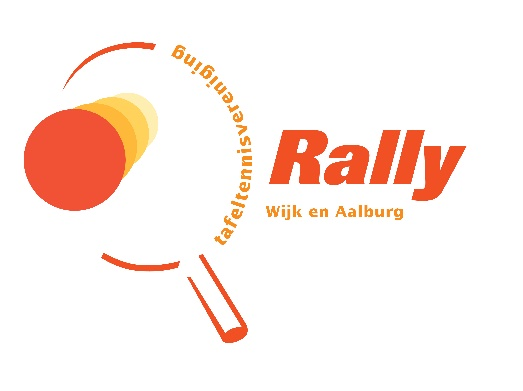 tafeltennisvereniging
Rally
Wijk en Aalburg